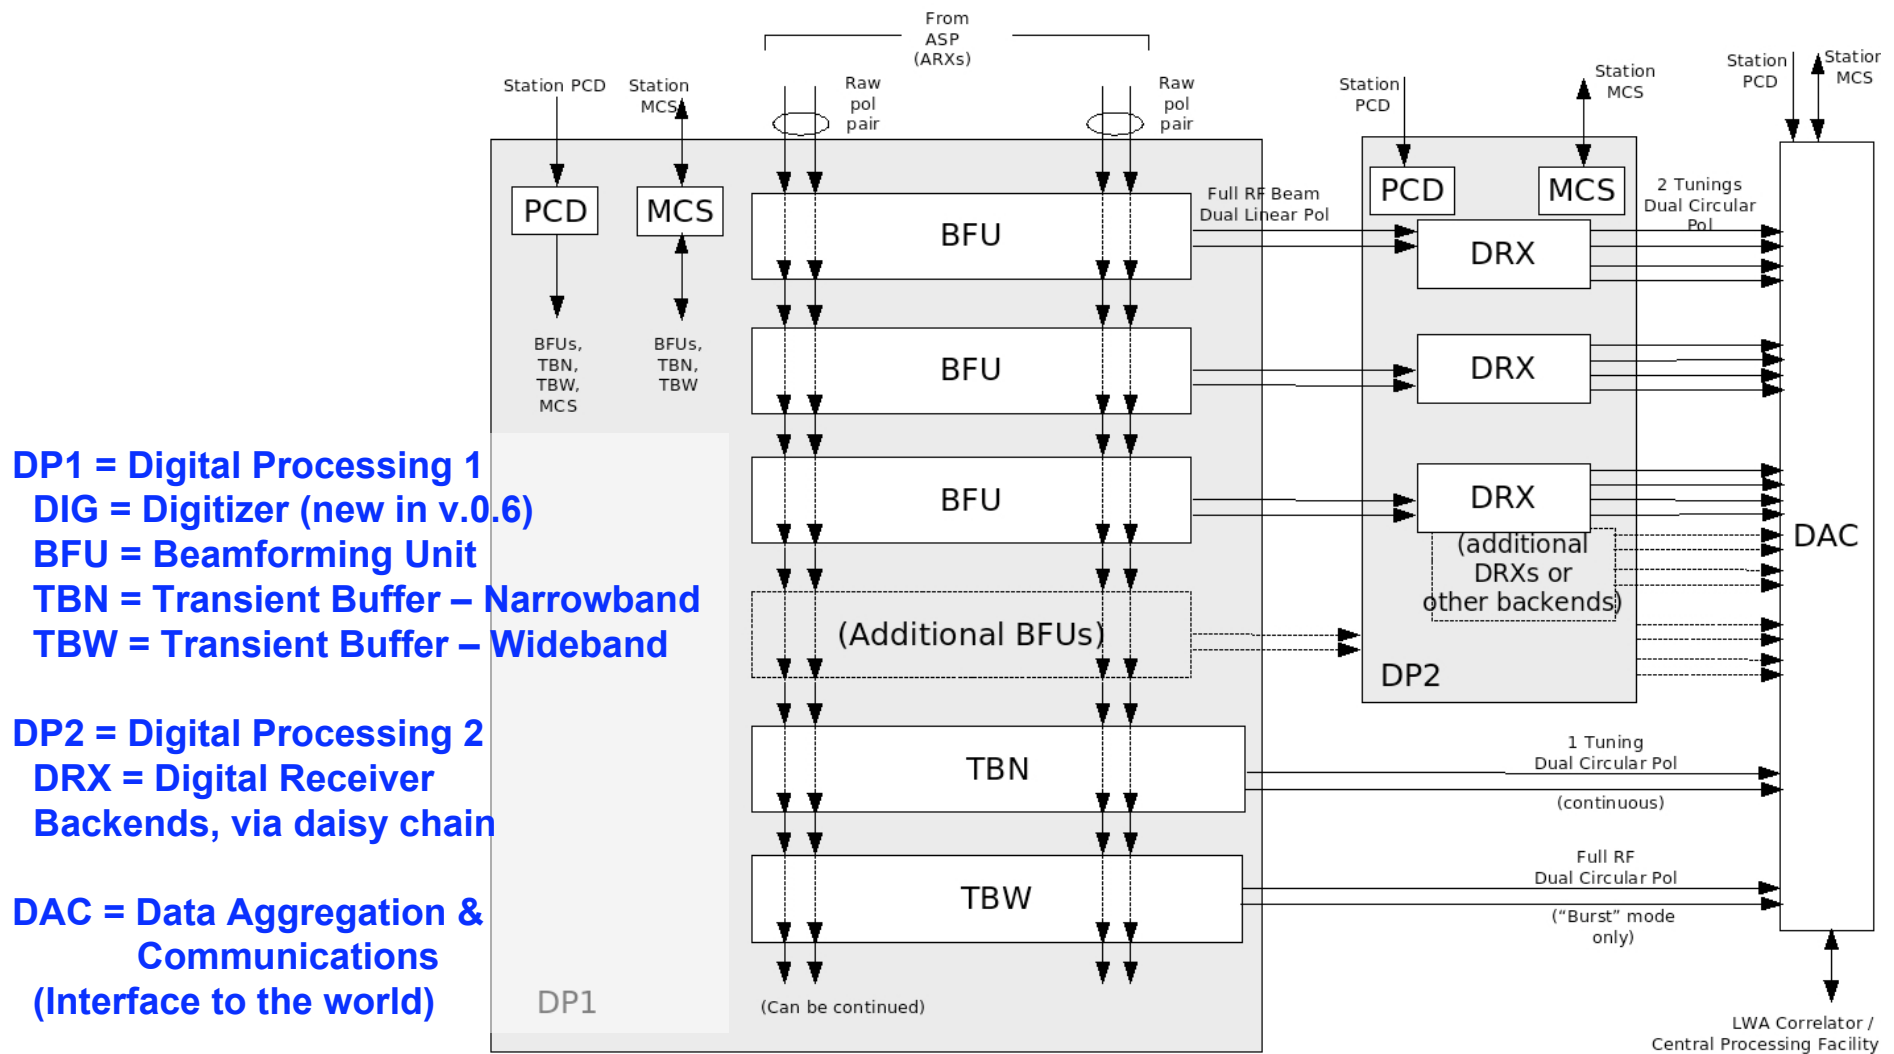 From
ASP
(ARXs)
Station PCD
Station
MCS
Raw
pol
pair
Raw
pol
pair
Station
PCD
Station
MCS
Station
PCD
Station
MCS
PCD
MCS
BFU
Full RF Beam
Dual Linear Pol
PCD
MCS
2 Tunings
Dual Circular
Pol
DRX
BFUs,
TBN,
TBW,
MCS
BFUs,
TBN,
TBW
BFU
DRX
BFU
DRX
(additional
DRXs or
other backends)
DAC
(Additional BFUs)
DP2
TBN
1 Tuning
Dual Circular Pol
(continuous)
TBW
Full RF
Dual Circular Pol
(“Burst” mode
only)
DP1
(Can be continued)
LWA Correlator /
Central Processing Facility
DP1 = Digital Processing 1
DIG = Digitizer (new in v.0.6)
BFU = Beamforming Unit
TBN = Transient Buffer – Narrowband
TBW = Transient Buffer – Wideband
DP2 = Digital Processing 2
DRX = Digital Receiver
Backends, via daisy chain
DAC = Data Aggregation &
Communications
(Interface to the world)